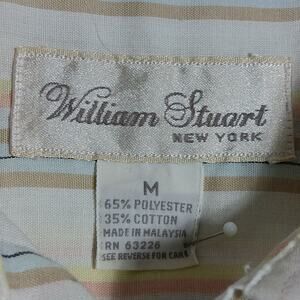 William Stuart
NEW YORK
M
65% POLYESTER
35% COTTON
MADE IN MALAYSIA
RN 63226
SEE REVERSE FOR CARE